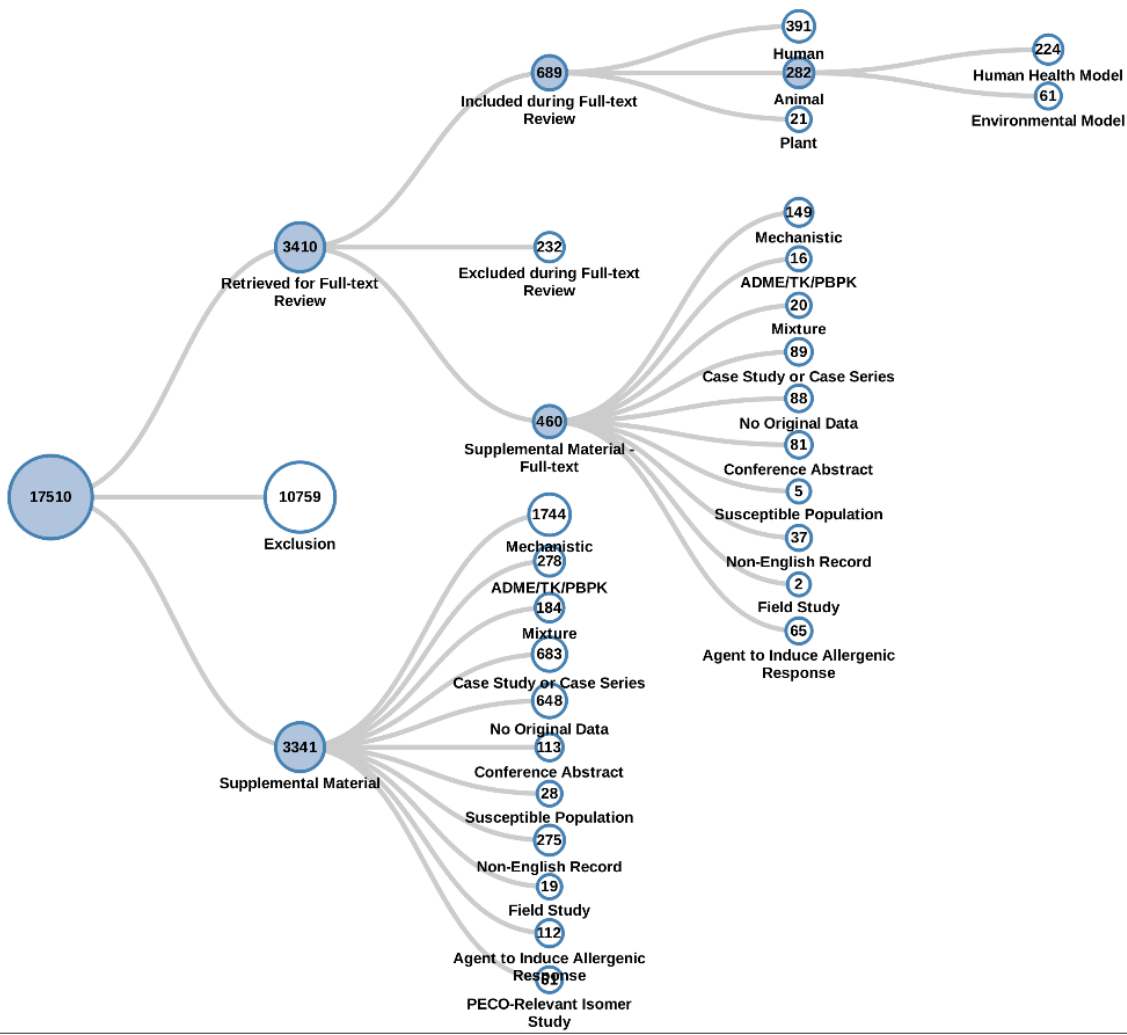 17510
3410
Retrieved for Full-text
Review
689
Included during Full-text
Review
391
Human
282
Animal
224
Human Health Model
61
Environmental Model
21
Plant
232
Excluded during Full-text
Review
460
Supplemental Material -
Full-text
149
Mechanistic
16
ADME/TK/PBPK
20
Mixture
89
Case Study or Case Series
88
No Original Data
81
Conference Abstract
5
Susceptible Population
37
Non-English Record
2
Field Study
65
Agent to Induce Allergenic
Response
10759
Exclusion
3341
Supplemental Material
1744
Mechanistic
278
ADME/TK/PBPK
184
Mixture
683
Case Study or Case Series
648
No Original Data
113
Conference Abstract
28
Susceptible Population
275
Non-English Record
19
Field Study
112
Agent to Induce Allergenic
Response
61
PECO-Relevant Isomer
Study